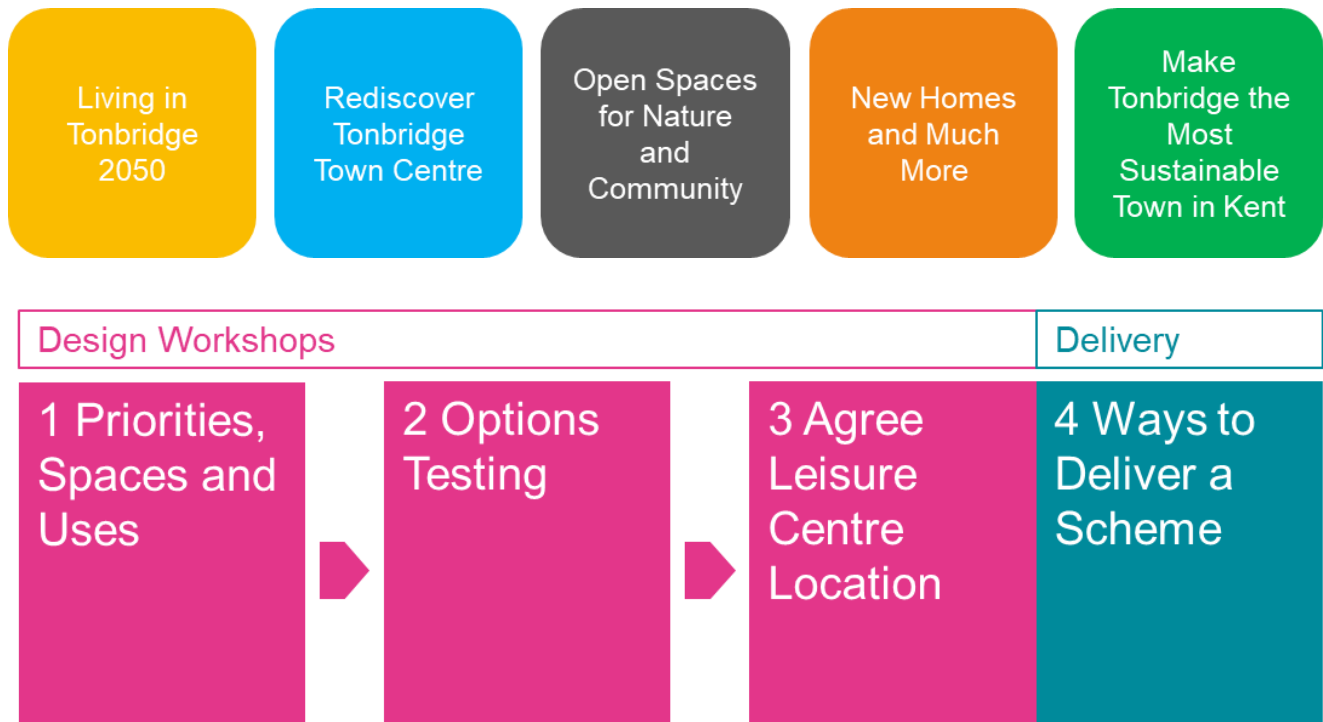 Living in
Tonbridge
2050
Rediscover
Tonbridge
Town Centre
Open Spaces
for Nature
and
Community
New Homes
and Much
More
Make
Tonbridge the
Most
Sustainable
Town in Kent
Design Workshops
Delivery
1 Priorities,
Spaces and
Uses
2 Options
Testing
3 Agree
Leisure
Centre
Location
4 Ways to
Deliver a
Scheme